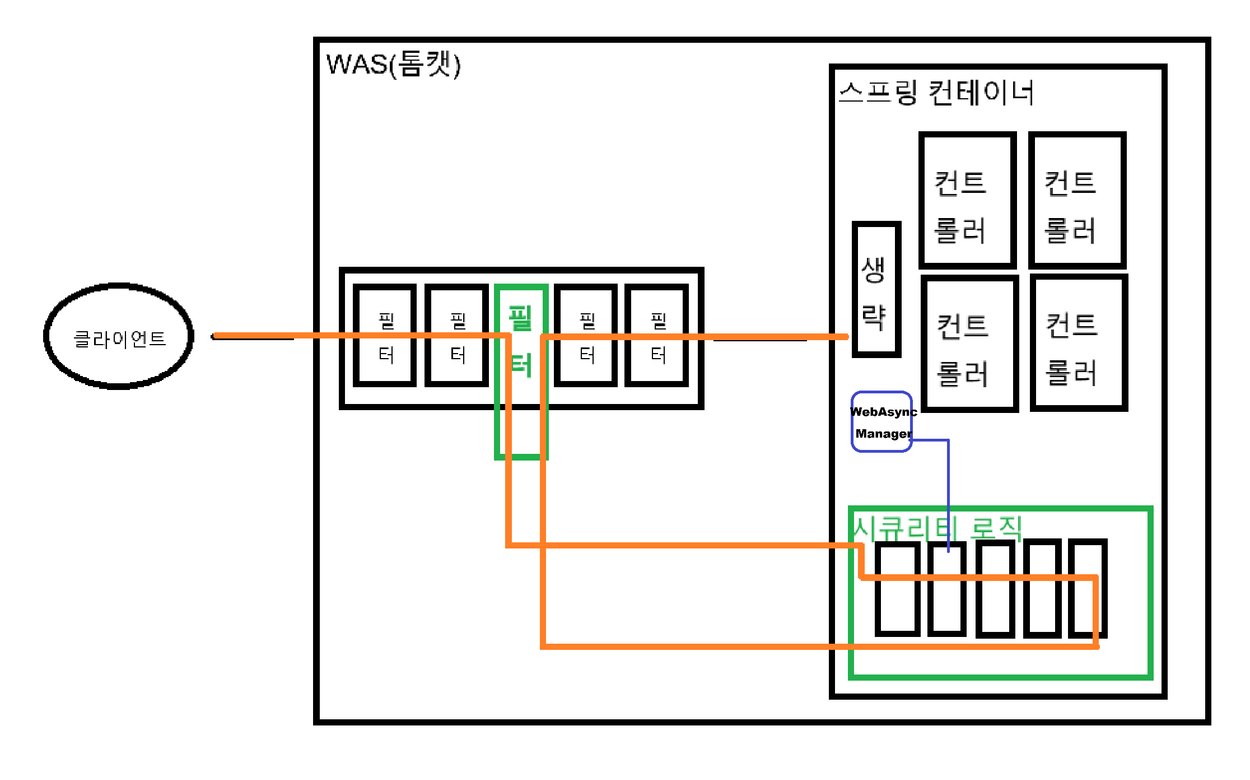 WAS(톰캣)
스프링 컨테이너
컨트
롤러
컨트
롤러
생
략
컨트
롤러
컨트
롤러
클라이언트
필
터
필
터
필
터
필
터
필
터
WebAsync
Manager
시큐리티 로직